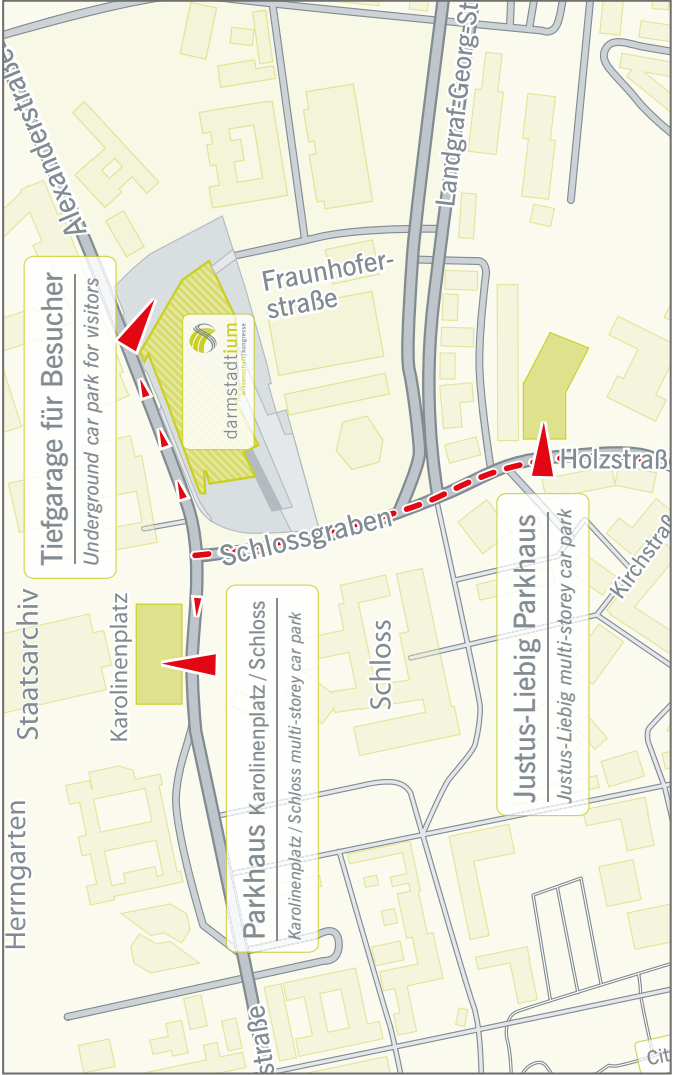 Herrngarten
Staatsarchiv
Karolinenplatz
Tiefgarage für Besucher
Underground car park for visitors
Alexanderstraße
Parkhaus Karolinenplatz / Schloss
Karolinenplatz / Schloss multi-storey car park
straße
darmstadtium
wissenschaft | kongresse
Schlossgraben
Fraunhofer-
straße
Schloss
Landgraf-Georg-St
Justus-Liebig Parkhaus
Justus-Liebig multi-storey car park
Holzstraß
Kirchstraß
Cit